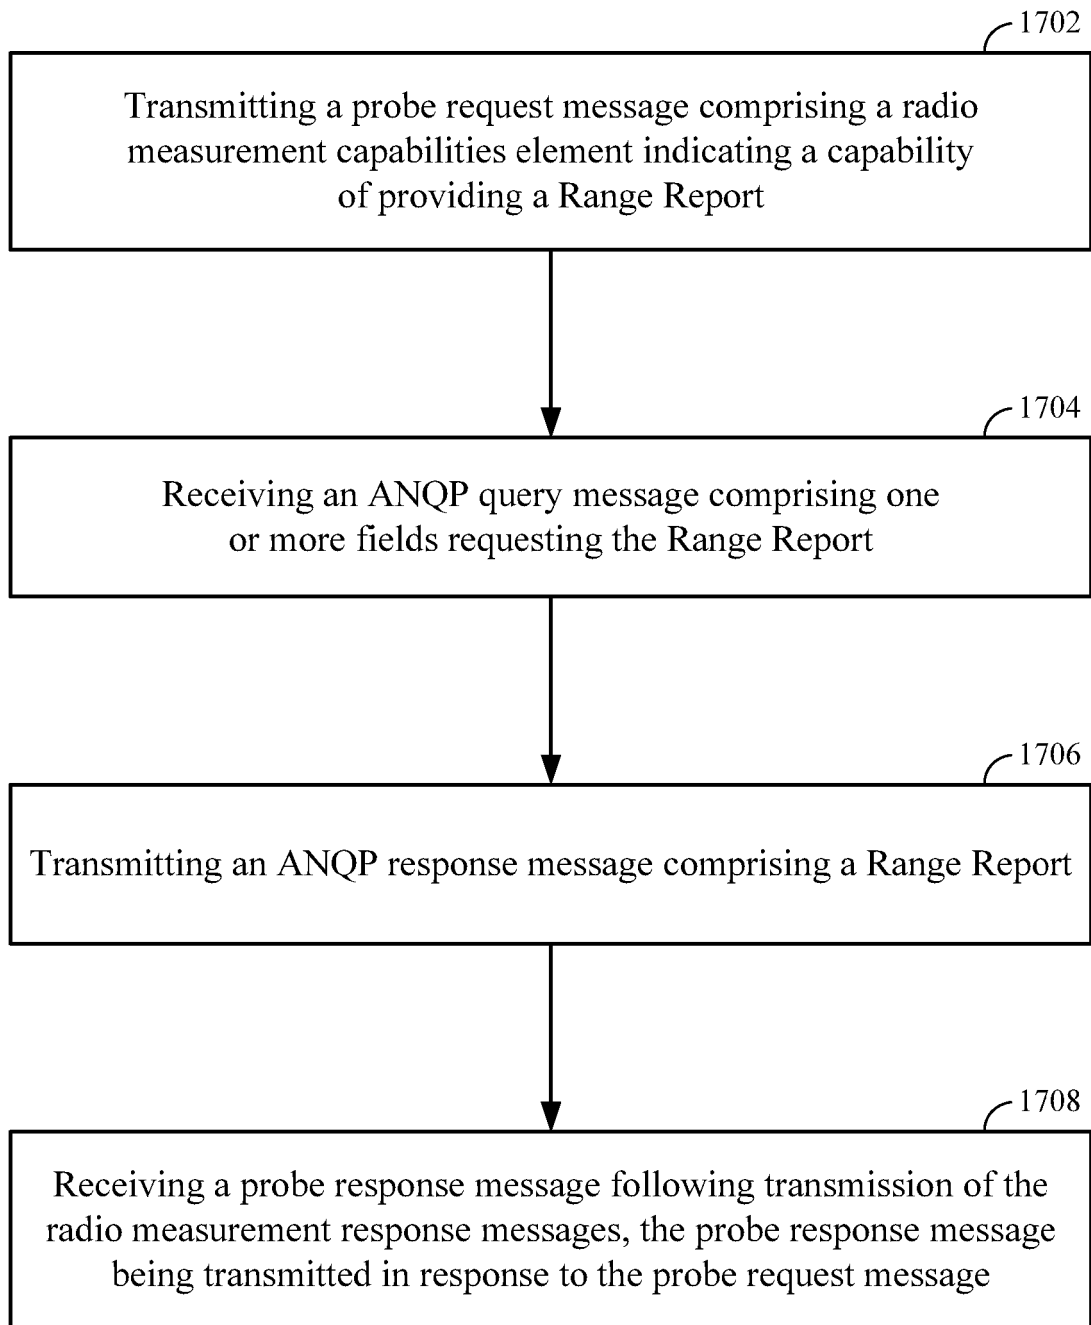 1702
Transmitting a probe request message comprising a radio
measurement capabilities element indicating a capability
of providing a Range Report
1704
Receiving an ANQP query message comprising one
or more fields requesting the Range Report
1706
Transmitting an ANQP response message comprising a Range Report
1708
Receiving a probe response message following transmission of the
radio measurement response messages, the probe response message
being transmitted in response to the probe request message